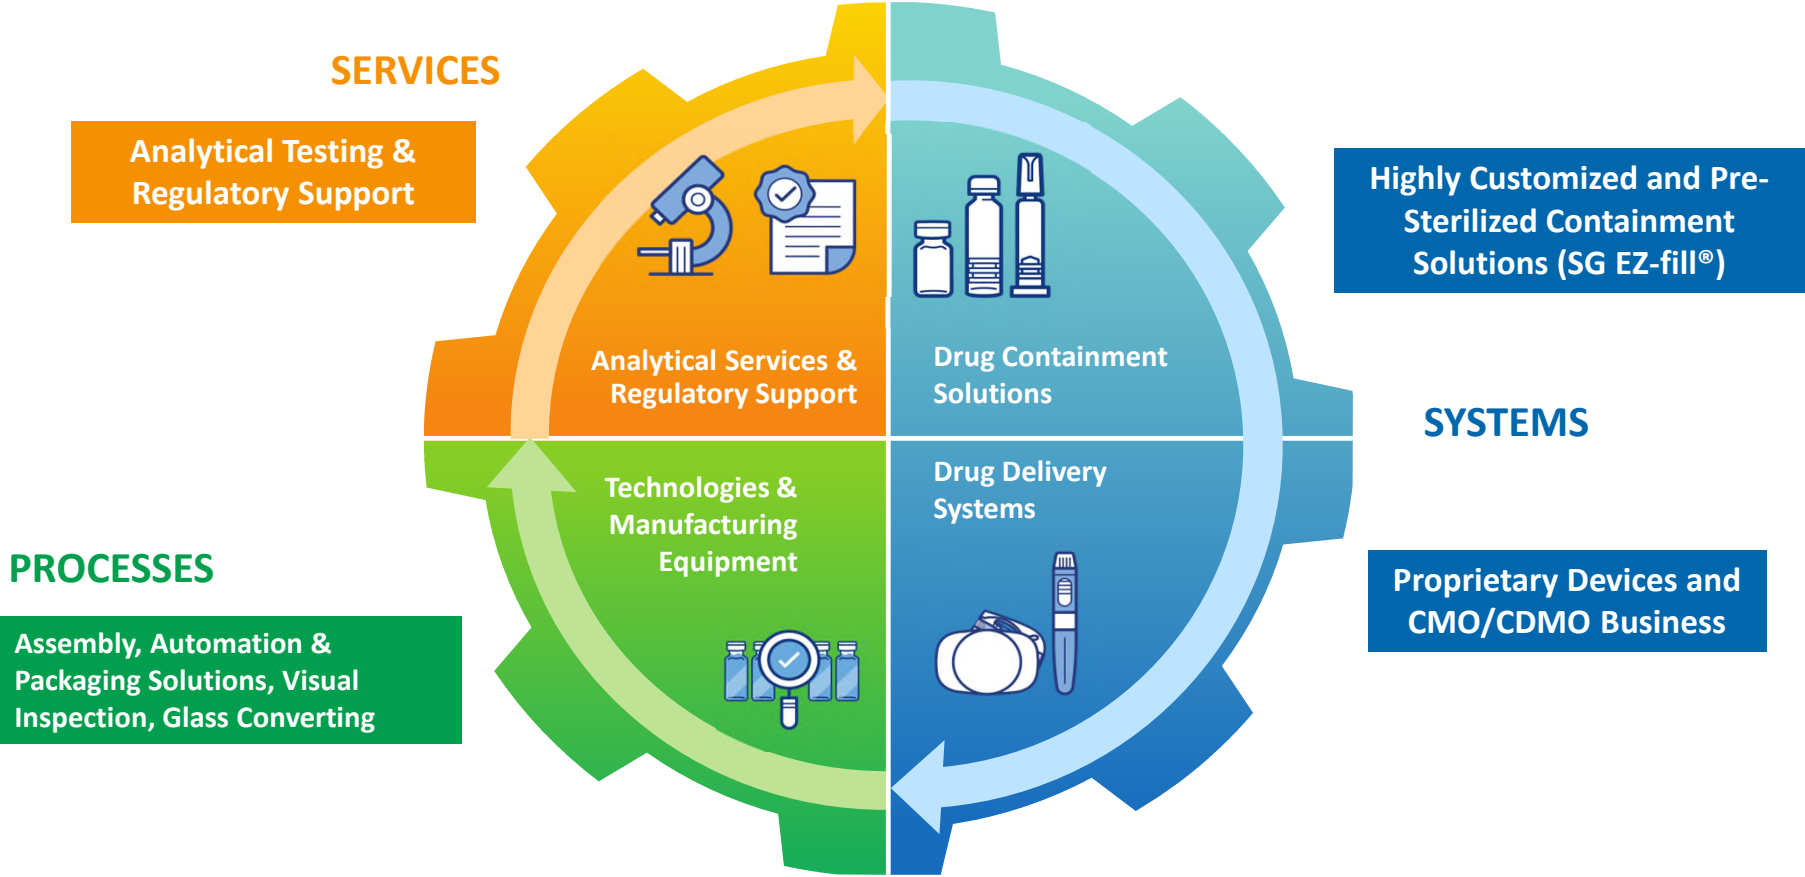 SERVICES
Analytical Testing &
Regulatory Support
Highly Customized and Pre-
Sterilized Containment
Solutions (SG EZ-fill®)
Analytical Services &
Regulatory Support
Drug Containment
Solutions
SYSTEMS
Drug Delivery
Systems
Technologies &
Manufacturing
Equipment
PROCESSES
Assembly, Automation &
Packaging Solutions, Visual
Inspection, Glass Converting
Proprietary Devices and
CMO/CDMO Business